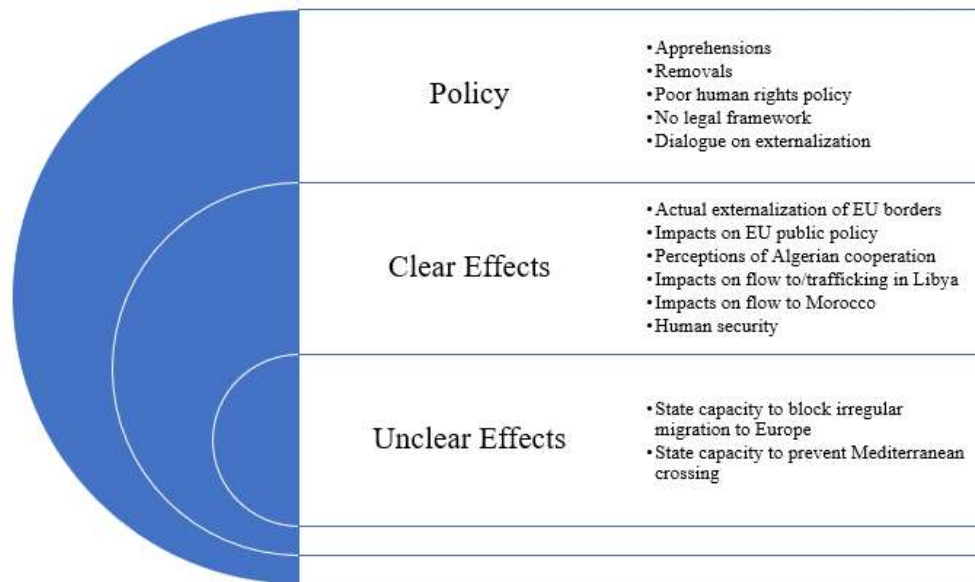 Policy
•Apprehensions
•Removals
•Poor human rights policy
•No legal framework
•Dialogue on externalization
Clear Effects
•Actual externalization of EU borders
•Impacts on EU public policy
•Perceptions of Algerian cooperation
•Impacts on flow to/trafficking in Libya
•Impacts on flow to Morocco
•Human security
Unclear Effects
•State capacity to block irregular
migration to Europe
•State capacity to prevent Mediterranean
crossing